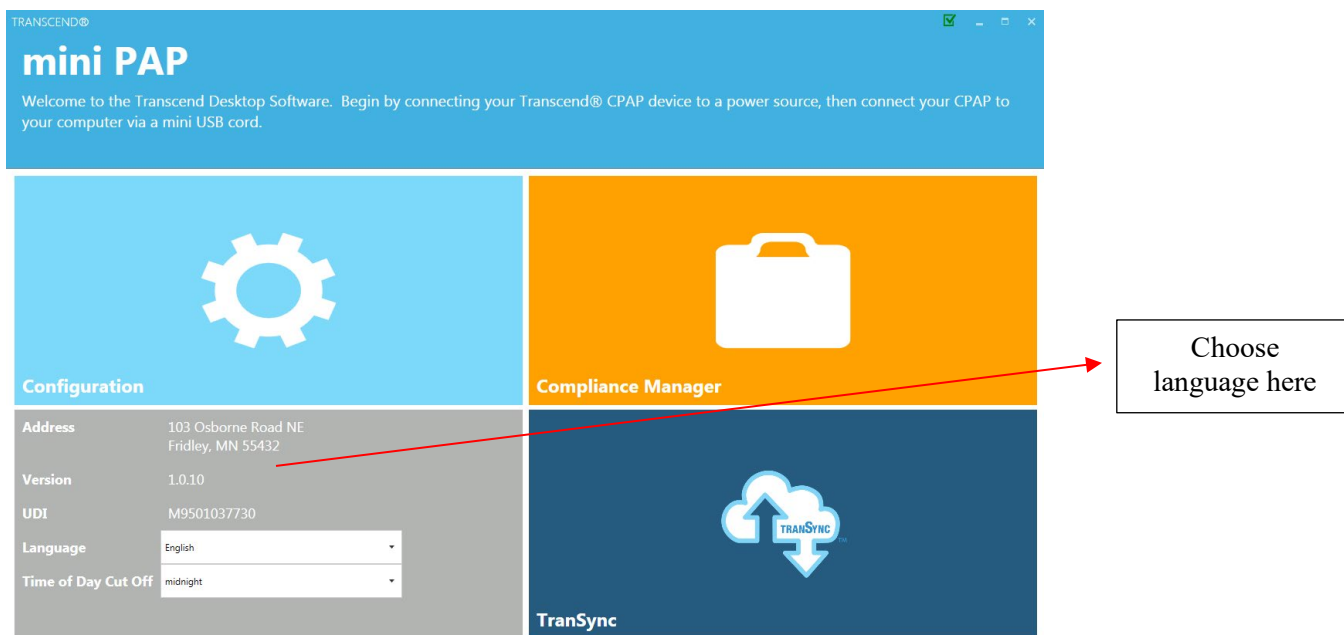 TRANSCEND®
mini PAP
Welcome to the Transcend Desktop Software. Begin by connecting your Transcend® CPAP device to a power source, then connect your CPAP to
your computer via a mini USB cord.
Configuration
Compliance Manager
Choose
language here
Address 103 Osborne Road NE
Fridley, MN 55432
Version 1.0.10
UDI M9501037730
Language English
Time of Day Cut Off midnight
TRANSYNC™
TranSync